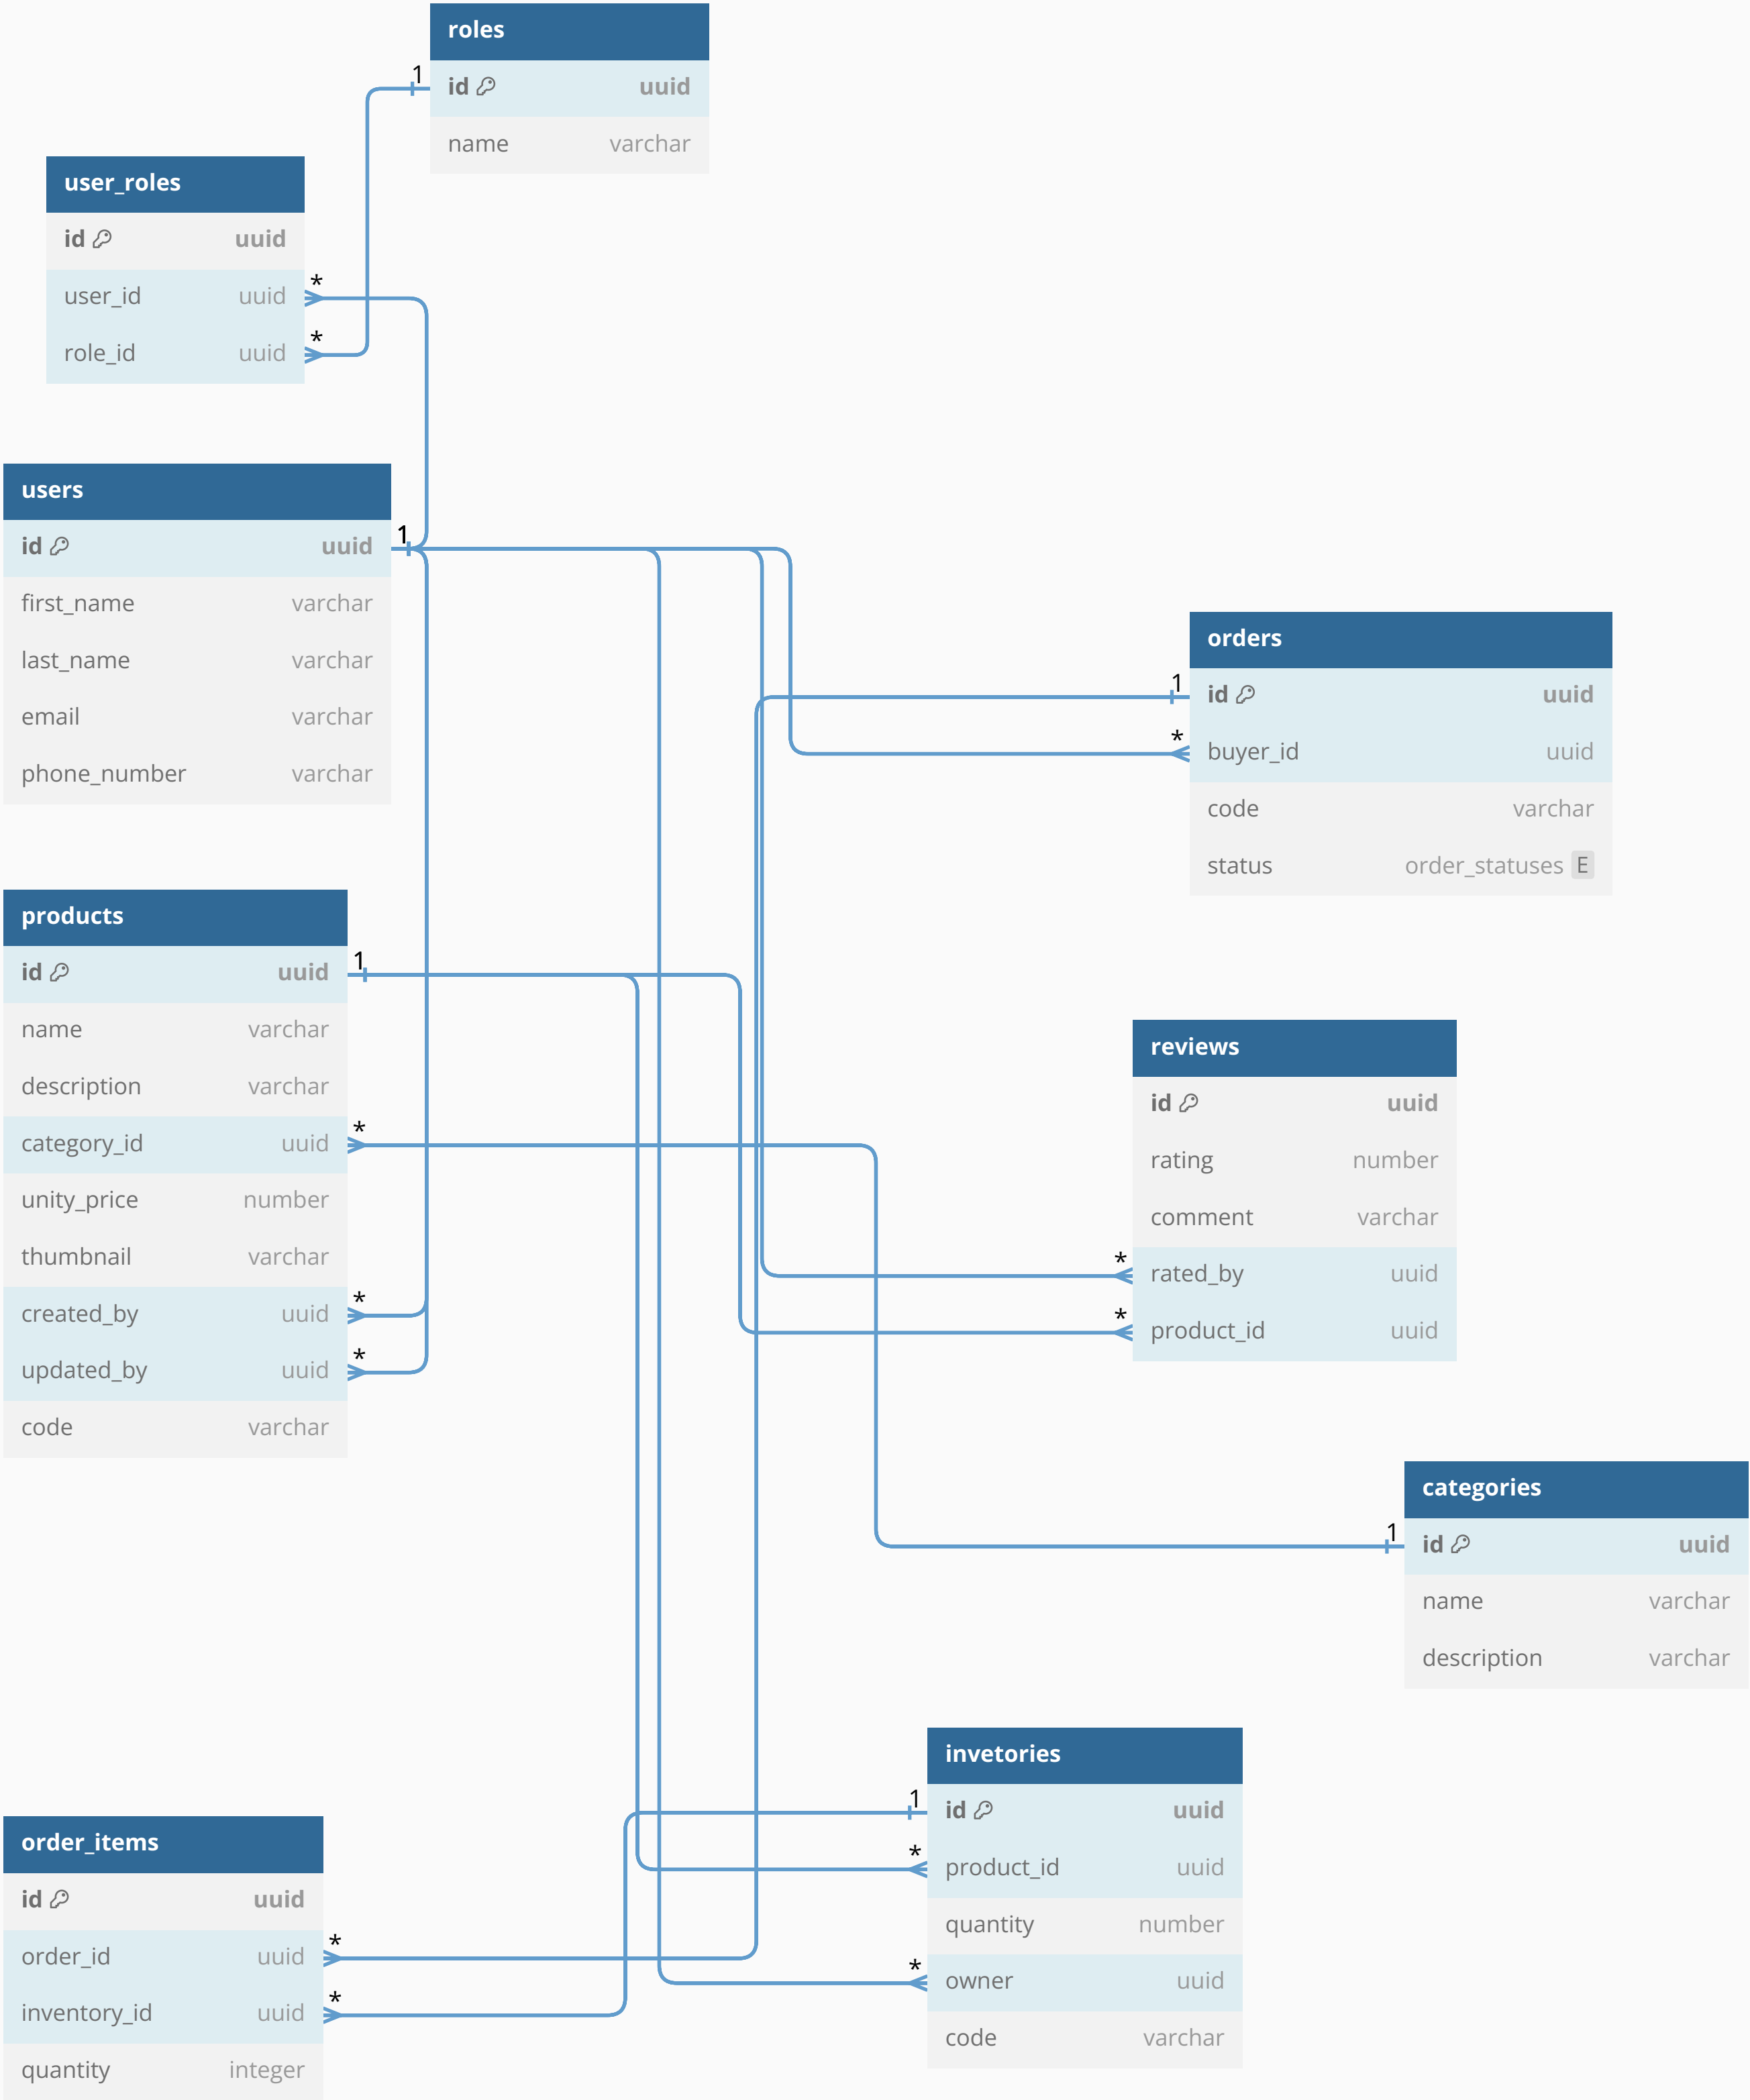 roles
1
id uuid
name varchar
user_roles
id uuid
*
user_id uuid
*
role_id uuid
users
1
id uuid
first_name varchar
last_name varchar
email varchar
phone_number varchar
orders
1
id uuid
*
buyer_id uuid
code varchar
status order_statuses E
products
1
id uuid
name varchar
description varchar
*
category_id uuid
unity_price number
thumbnail varchar
*
created_by uuid
*
updated_by uuid
code varchar
reviews
id uuid
rating number
comment varchar
*
rated_by uuid
*
product_id uuid
categories
1
id uuid
name varchar
description varchar
invetories
1
id uuid
*
product_id uuid
quantity number
*
owner uuid
code varchar
order_items
id uuid
*
order_id uuid
*
inventory_id uuid
quantity integer